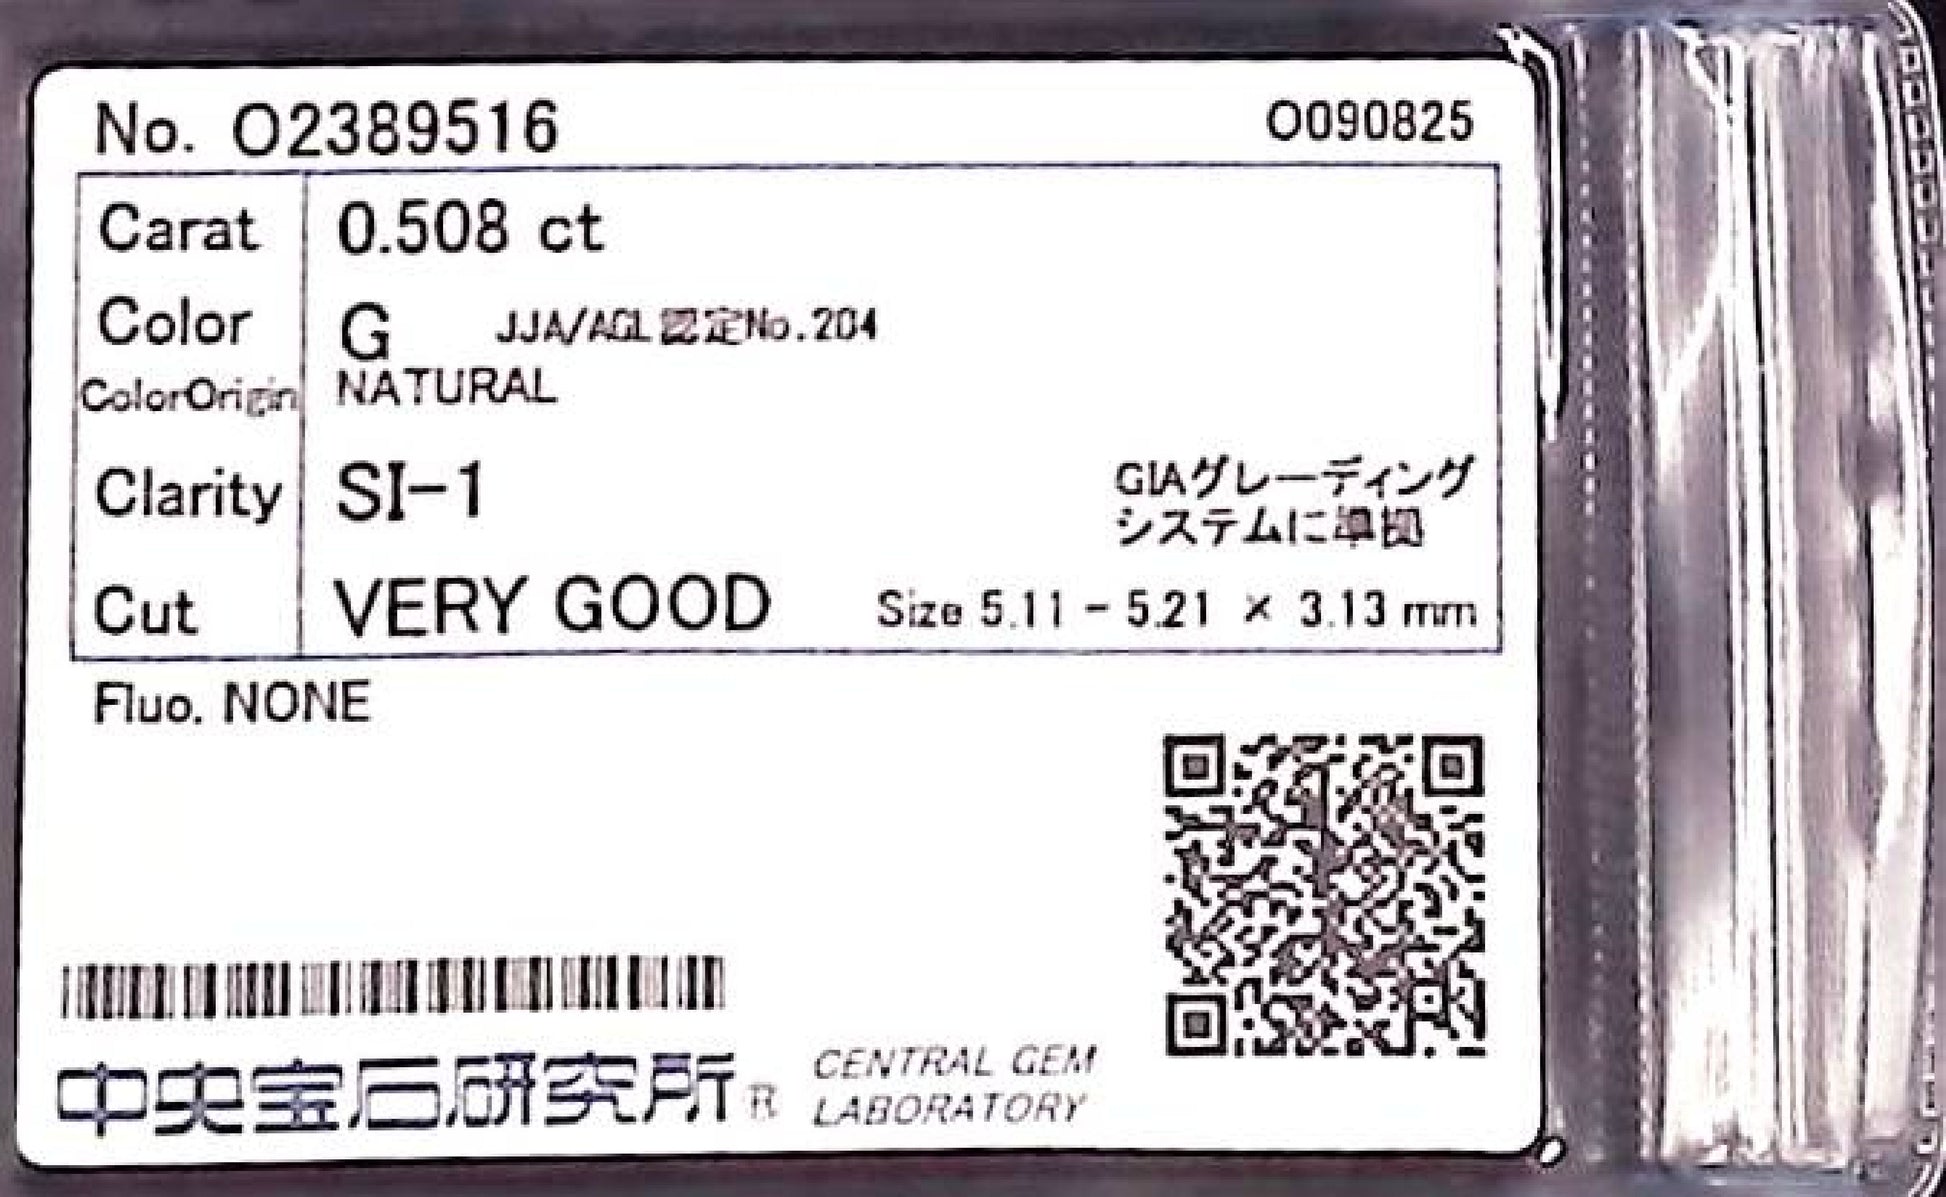 No. O2389516 O090825
Carat 0.508 ct
Color G JJA/AGL認定No.204
ColorOrigin NATURAL
Clarity SI-1 GIAグレーディング
システムに準拠
Cut VERY GOOD Size 5.11 - 5.21 × 3.13 mm
Fluo. NONE
中央宝石研究所 R CENTRAL GEM
LABORATORY